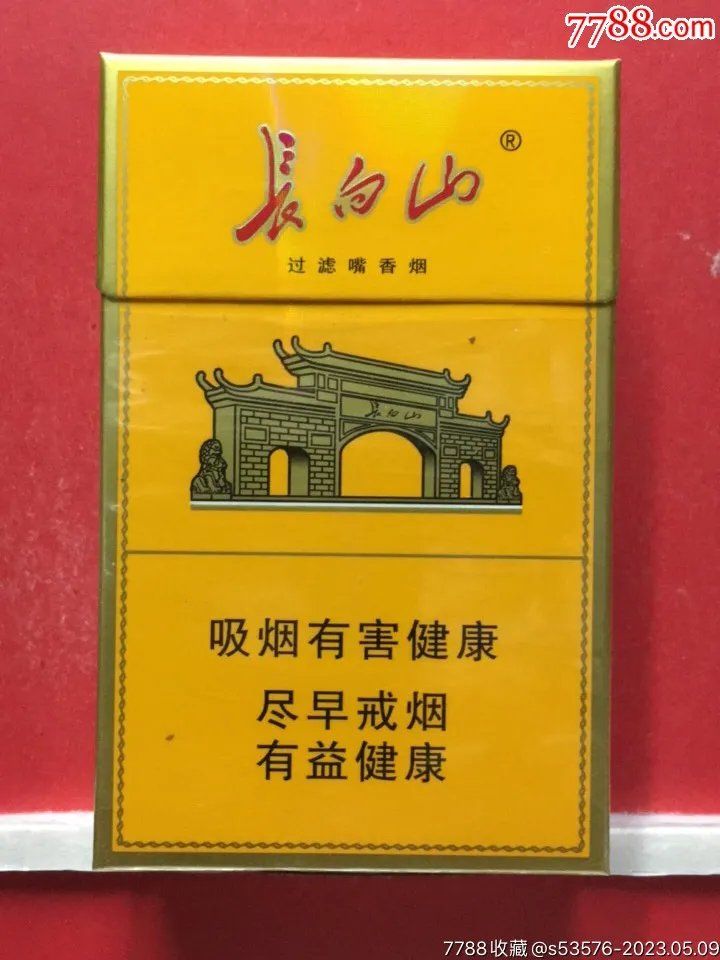 7788.com
長白山®
过滤嘴香烟
長白山
吸烟有害健康
尽早戒烟
有益健康
7788收藏@s53576-2023.05.09